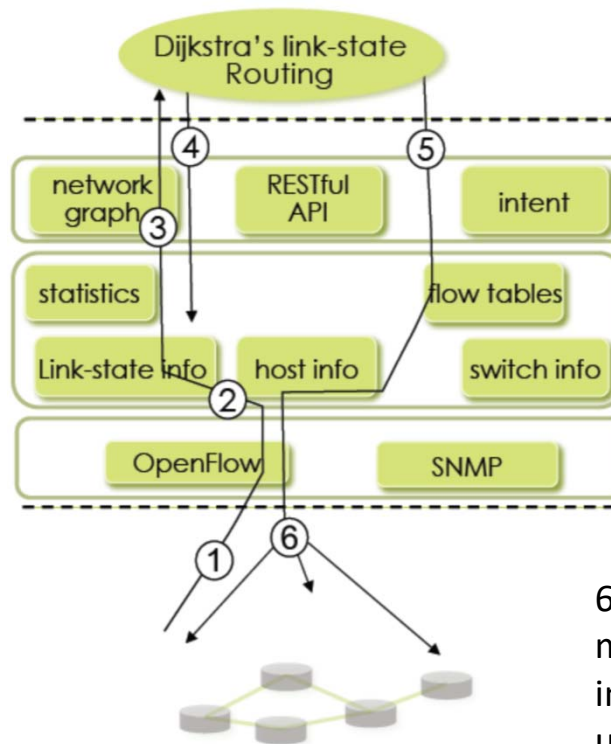 Dijkstra's link-state
Routing
4
5
network
graph
RESTful
API
intent
3
statistics
flow tables
Link-state info
host info
switch info
2
OpenFlow
SNMP
1
6
6